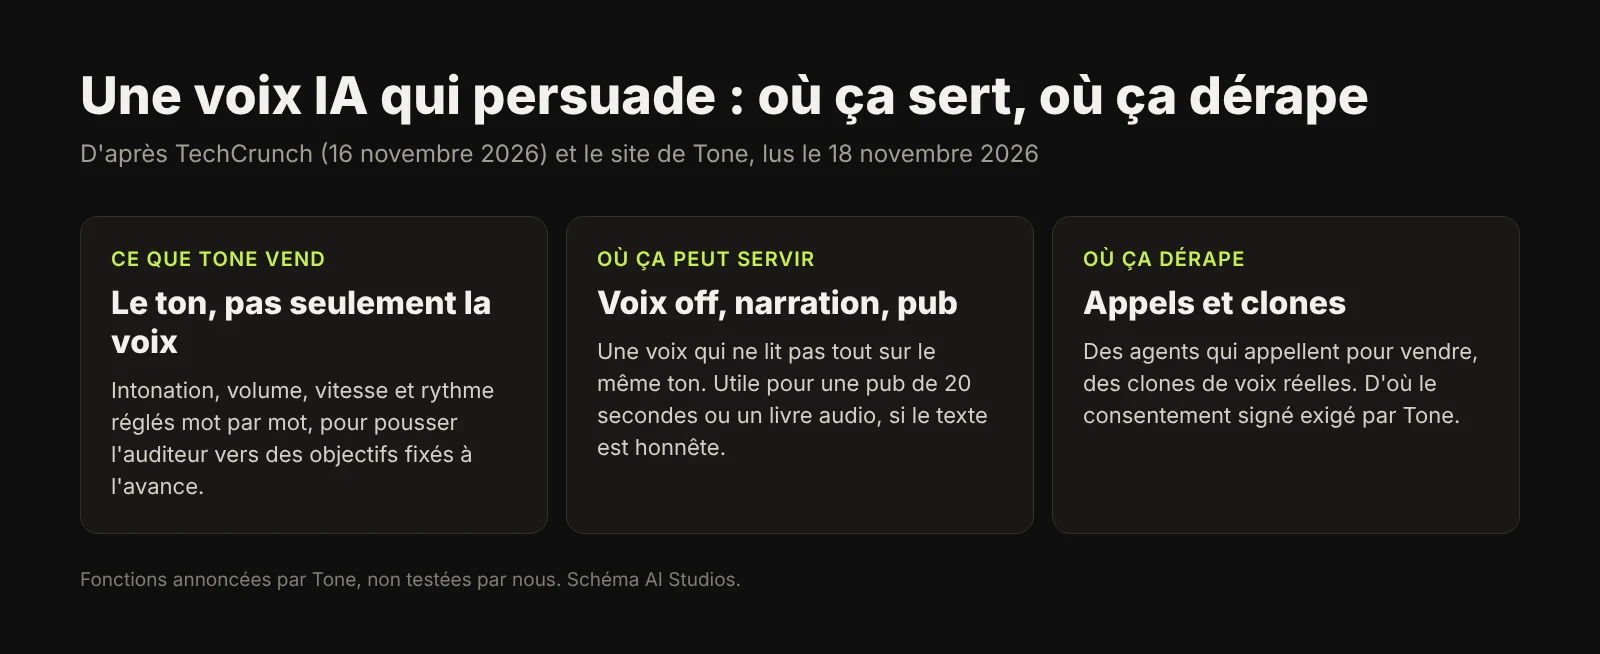 Une voix IA qui persuade : où ça sert, où ça dérape
D'après TechCrunch (16 novembre 2026) et le site de Tone, lus le 18 novembre 2026
CE QUE TONE VEND
Le ton, pas seulement la
voix
Intonation, volume, vitesse et rythme
réglés mot par mot, pour pousser
l'auditeur vers des objectifs fixés à
l'avance.
OÙ ÇA PEUT SERVIR
Voix off, narration, pub
Une voix qui ne lit pas tout sur le
même ton. Utile pour une pub de 20
secondes ou un livre audio, si le texte
est honnête.
OÙ ÇA DÉRAPE
Appels et clones
Des agents qui appellent pour vendre,
des clones de voix réelles. D'où le
consentement signé exigé par Tone.
Fonctions annoncées par Tone, non testées par nous. Schéma AI Studios.